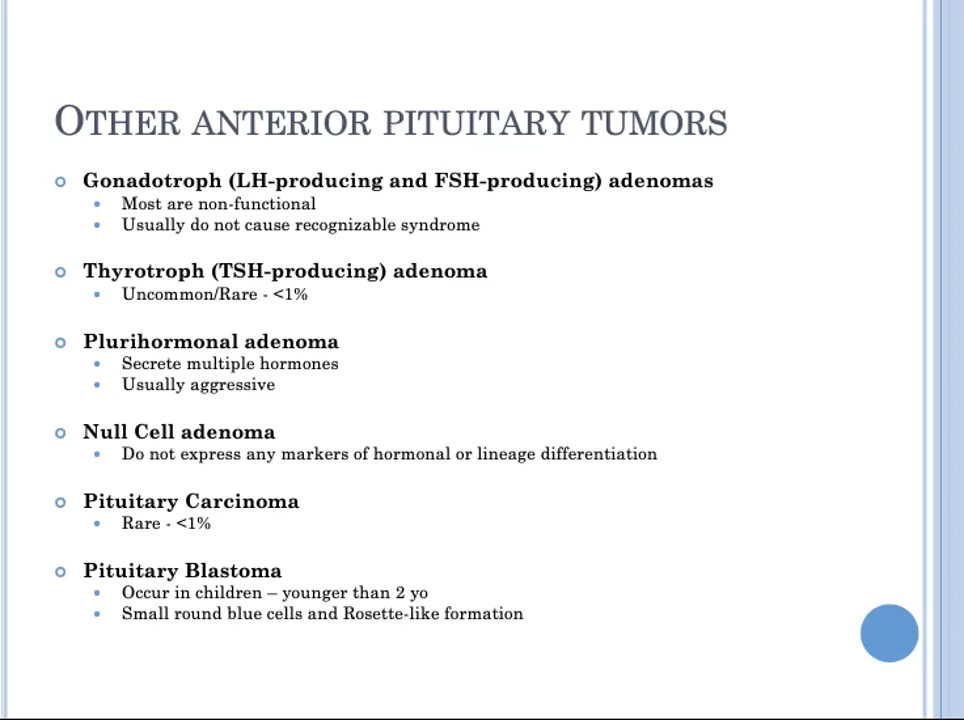 OTHER ANTERIOR PITUITARY TUMORS
Gonadotroph (LH-producing and FSH-producing) adenomas
Most are non-functional
Usually do not cause recognizable syndrome
Thyrotroph (TSH-producing) adenoma
Uncommon/Rare - <1%
Plurihormonal adenoma
Secrete multiple hormones
Usually aggressive
Null Cell adenoma
Do not express any markers of hormonal or lineage differentiation
Pituitary Carcinoma
Rare - <1%
Pituitary Blastoma
Occur in children – younger than 2 yo
Small round blue cells and Rosette-like formation